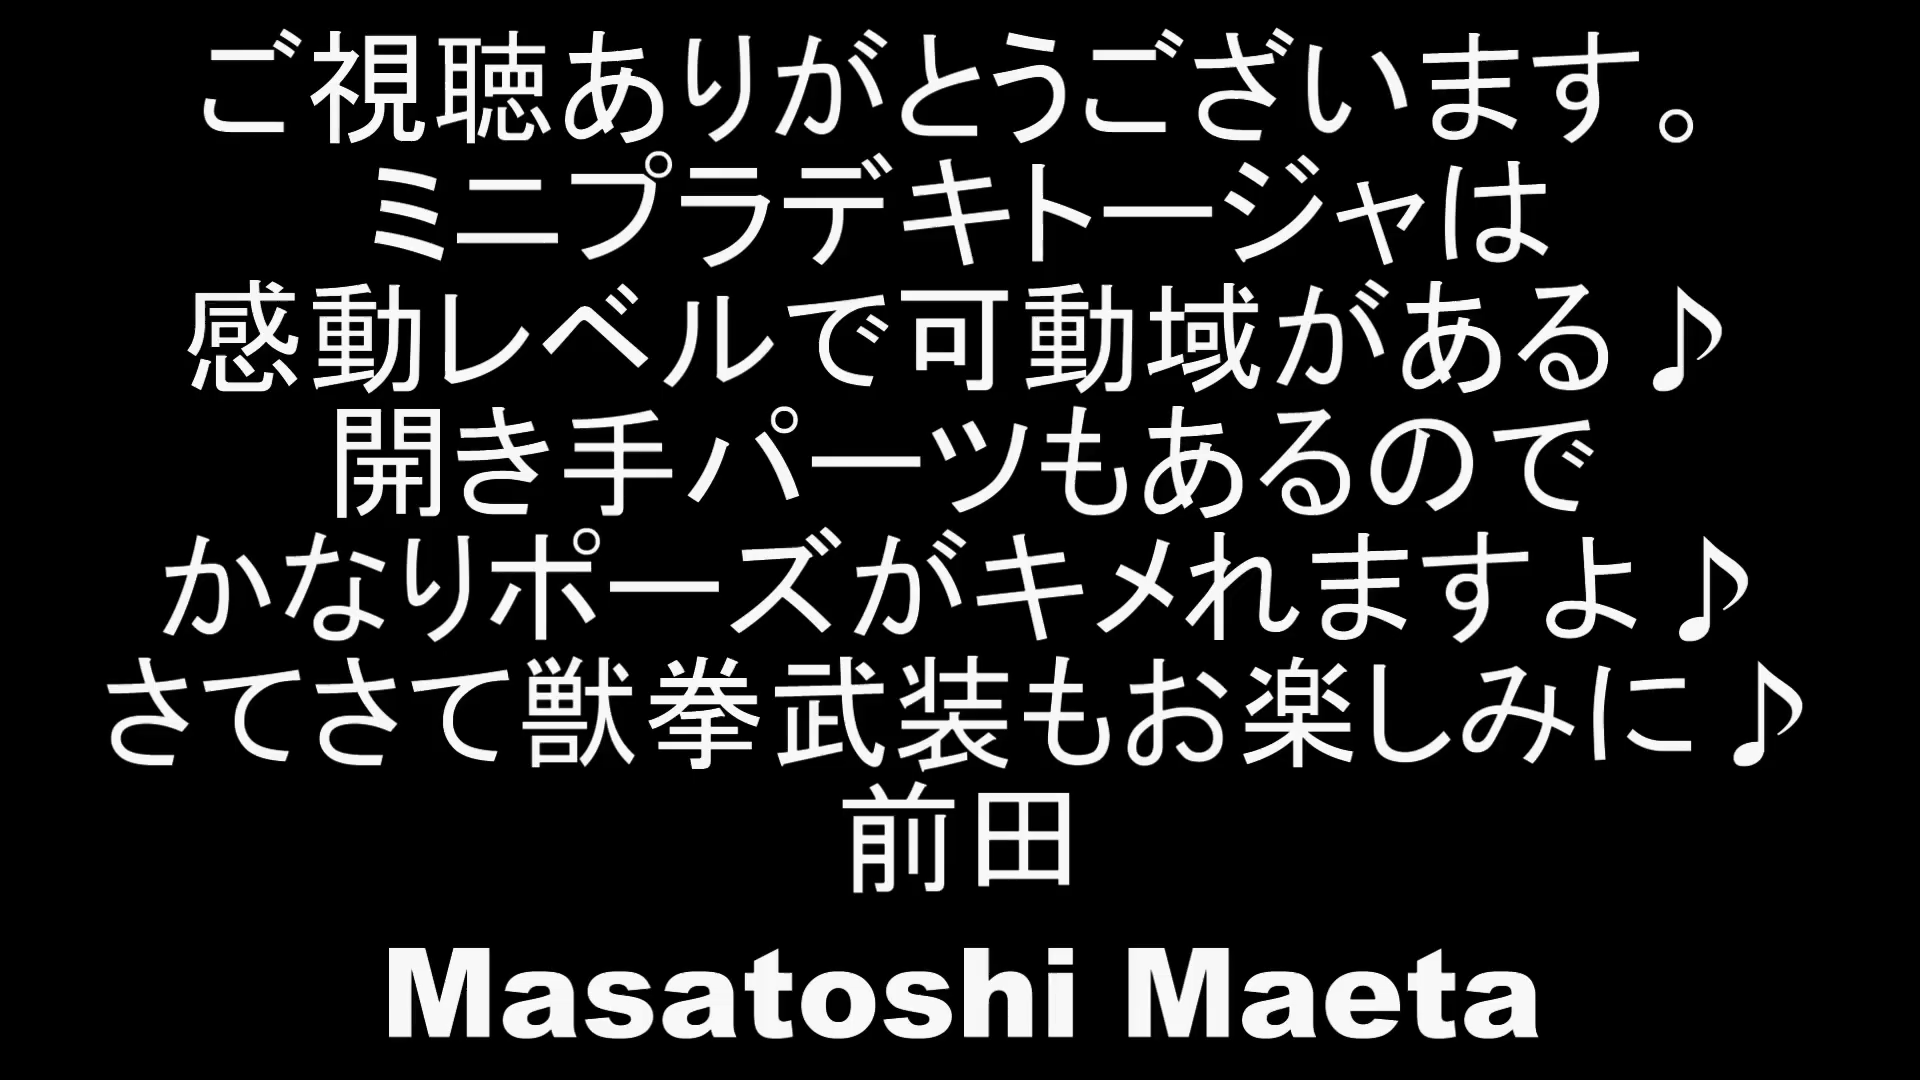 ご視聴ありがとうございます。
ミニプラデキトージャは
感動レベルで可動域がある♪
開き手パーツもあるので
かなりポーズがキメれますよ♪
さてさて獣拳武装もお楽しみに♪
前田
Masatoshi Maeta